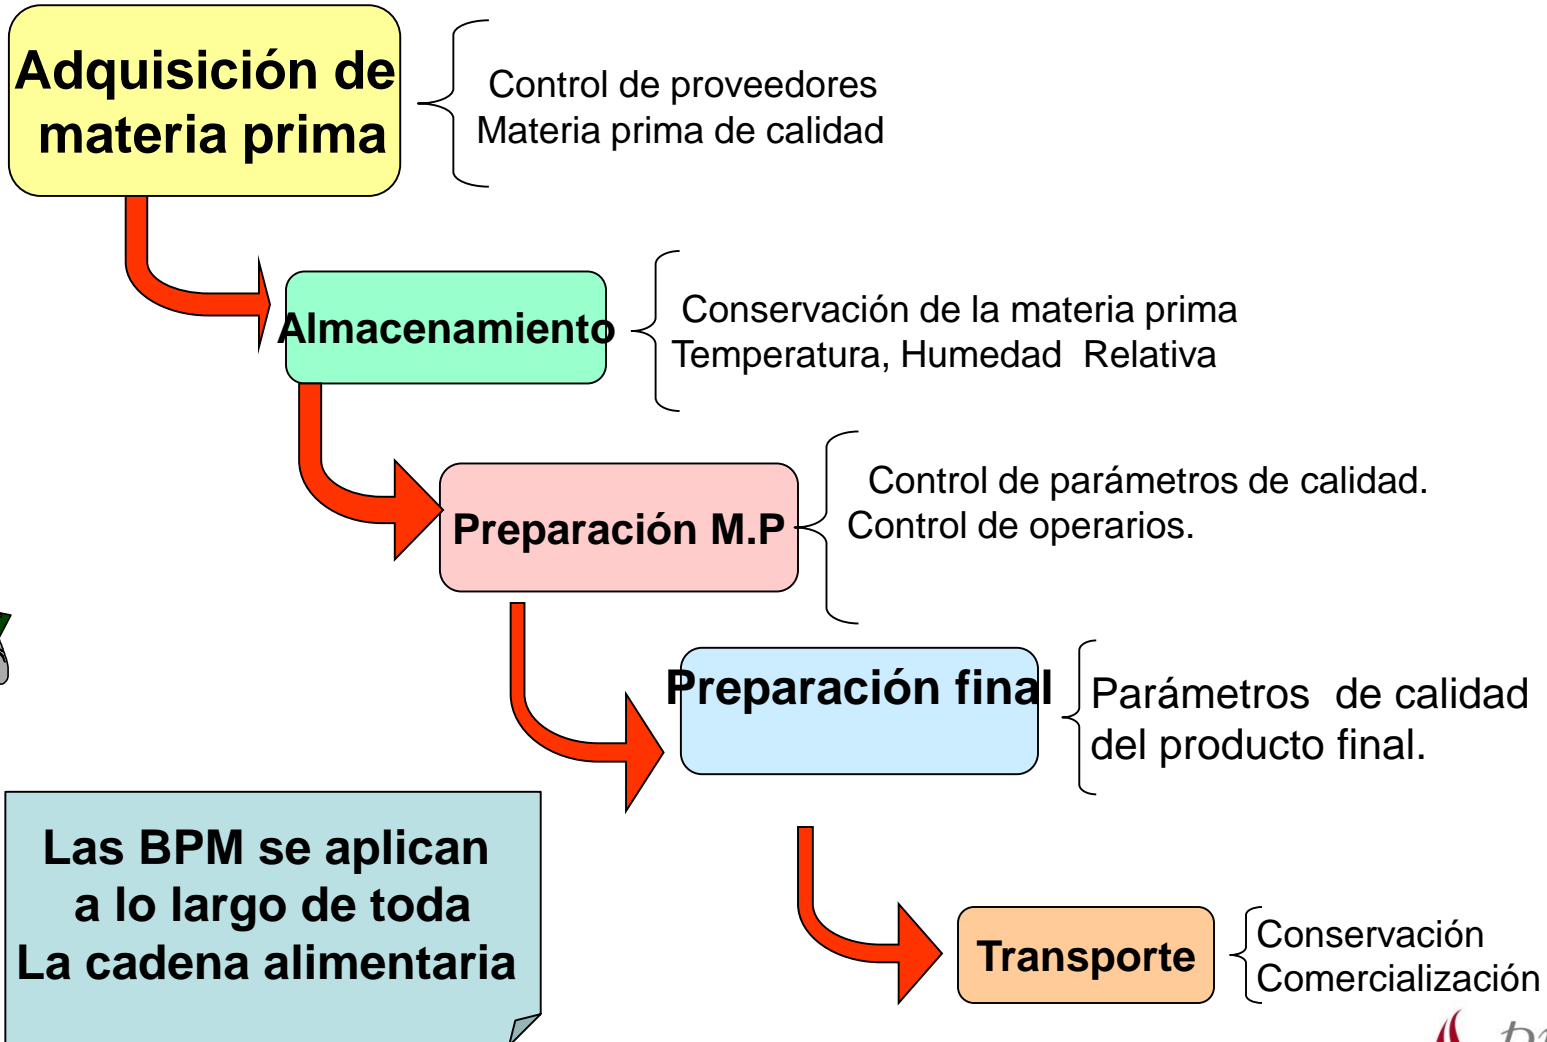 Adquisición de
materia prima
Control de proveedores
Materia prima de calidad
Almacenamiento
Conservación de la materia prima
Temperatura, Humedad Relativa
Preparación M.P
Control de parámetros de calidad.
Control de operarios.
Preparación final
Parámetros de calidad
del producto final.
Las BPM se aplican
a lo largo de toda
La cadena alimentaria
Transporte
Conservación
Comercialización